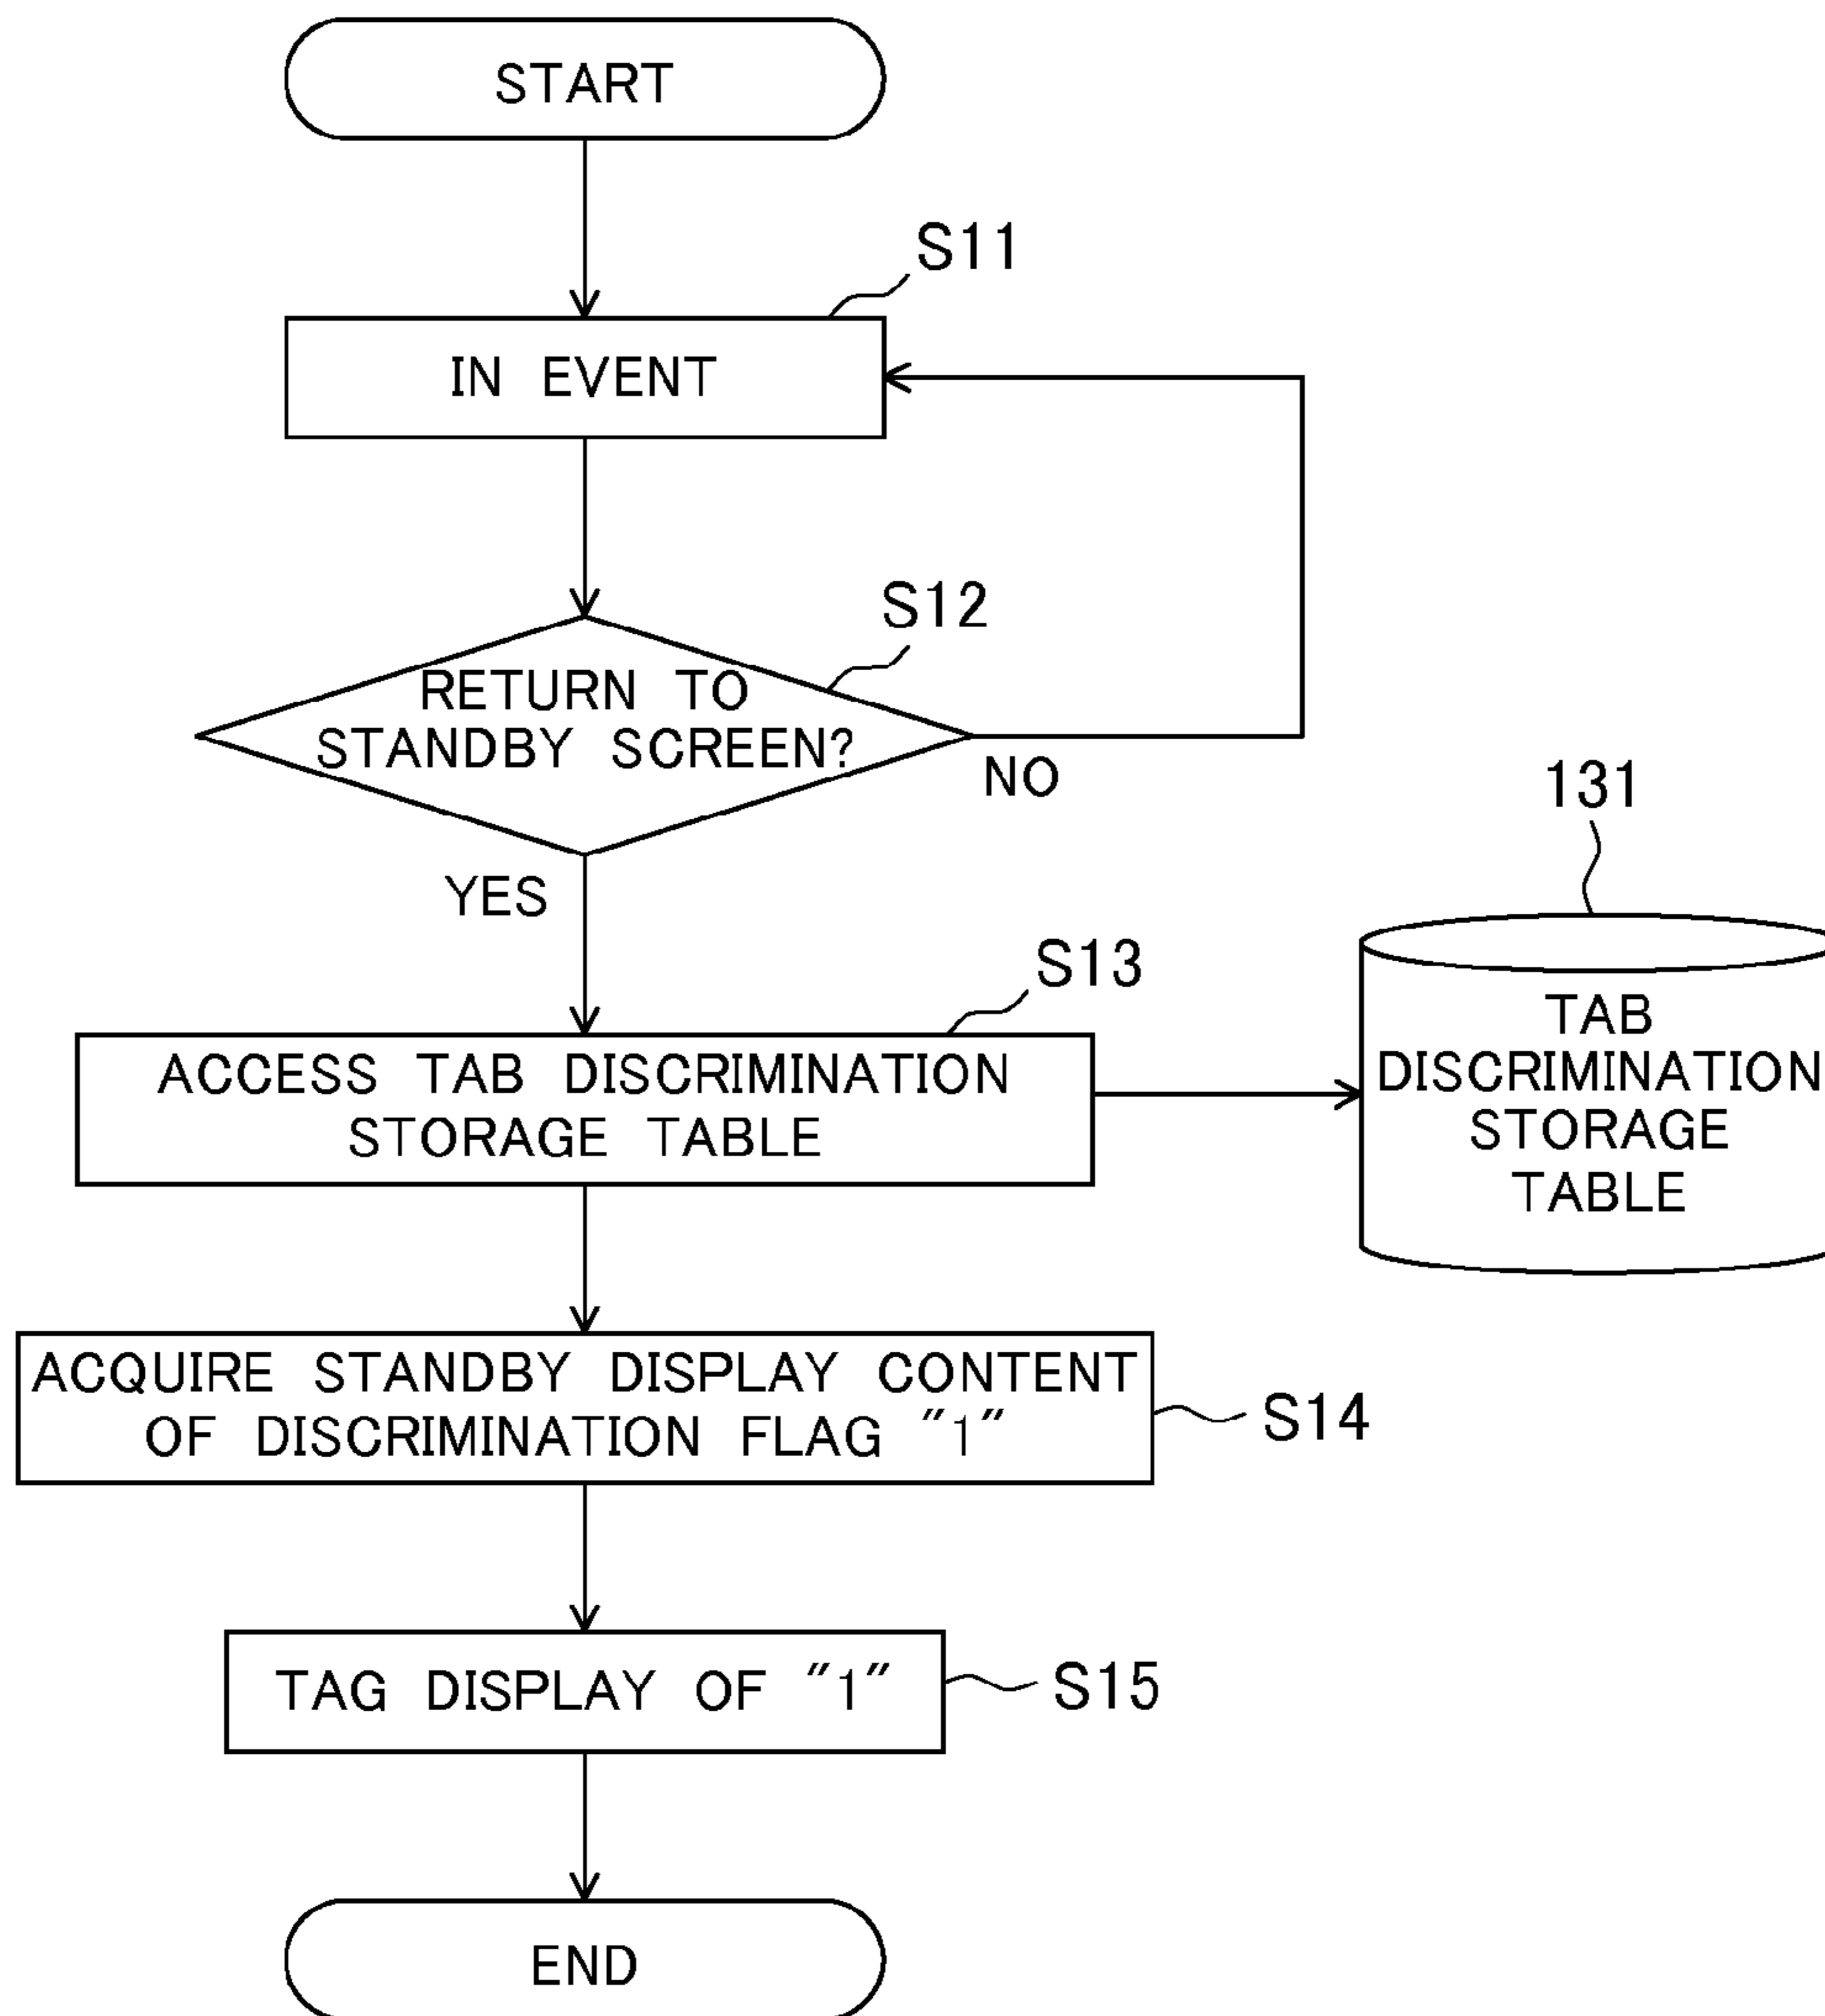 START
S11
IN EVENT
S12
RETURN TO
STANDBY SCREEN?
NO
YES
131
S13
ACCESS TAB DISCRIMINATION
STORAGE TABLE
TAB
DISCRIMINATION
STORAGE
TABLE
ACQUIRE STANDBY DISPLAY CONTENT
OF DISCRIMINATION FLAG "1"
S14
TAG DISPLAY OF "1"
S15
END